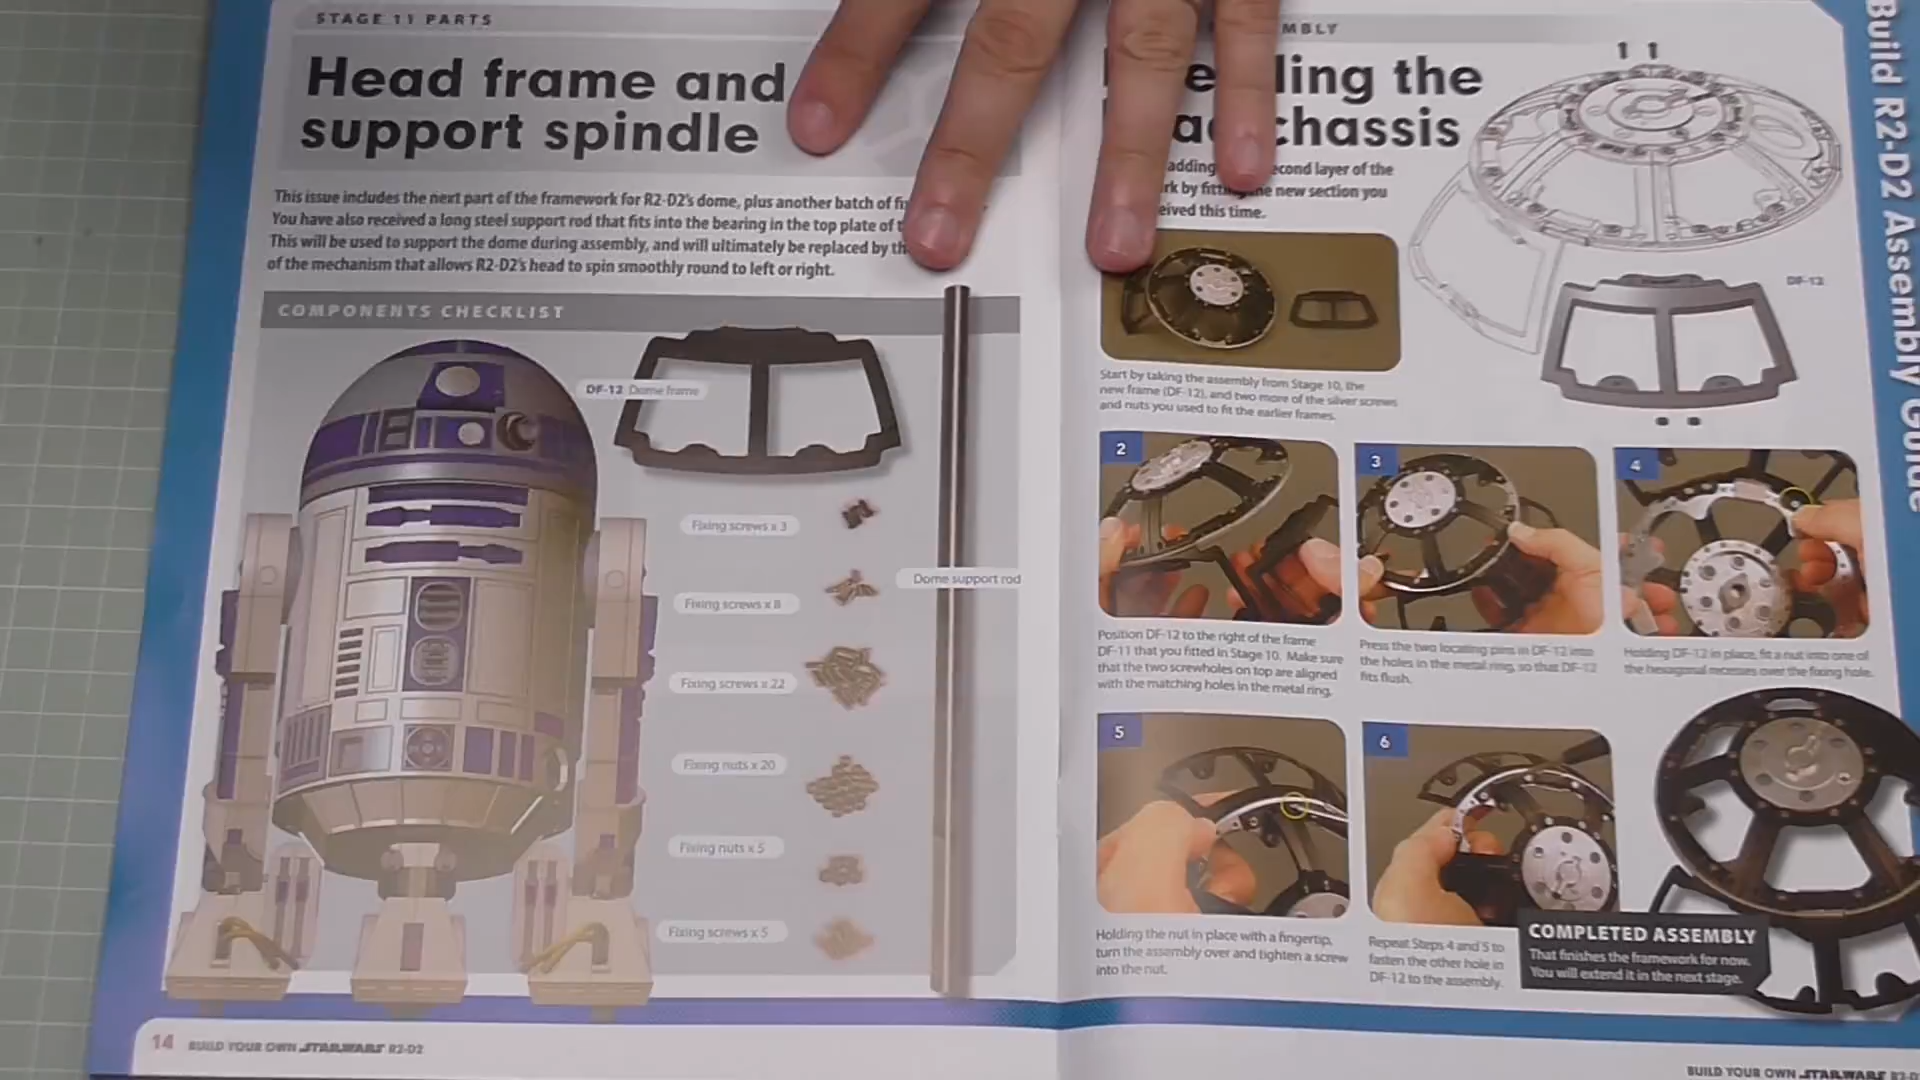 STAGE 11 PARTS
Head frame and
support spindle
This issue includes the next part of the framework for R2-D2's dome, plus another batch of
You have also received a long steel support rod that fits into the bearing in the top plate of
This will be used to support the dome during assembly, and will ultimately be replaced by
of the mechanism that allows R2-D2's head to spin smoothly round to left or right.
COMPONENTS CHECKLIST
DF-12 Dome frame
Fixing screws x 3
Fixing screws x 8
Dome support rod
Fixing screws x 22
Fixing nuts x 20
Fixing nuts x 5
Fixing screws x 5
14 BUILD YOUR OWN STAR WARS R2-D2
MBLY
ling the
chassis
adding econd layer of the
rk by fitt e new section you
eived this time.
DF-12
Start by taking the assembly from Stage 10, the
new frame (DF-12), and two more of the silver screws
and nuts you used to fit the earlier frames.
2
Position DF-12 to the right of the frame
DF-11 that you fitted in Stage 10. Make sure
that the two screwholes on top are aligned
with the matching holes in the metal ring.
3
Press the two locating pins in DF-12 into
the holes in the metal ring, so that DF-12
fits flush.
4
Holding DF-12 in place, fit a nut into one of
the hexagonal recesses over the fixing hole.
5
Holding the nut in place with a fingertip,
turn the assembly over and tighten a screw
into the nut.
6
Repeat Steps 4 and 5 to
fasten the other hole in
DF-12 to the assembly.
COMPLETED ASSEMBLY
That finishes the framework for now.
You will extend it in the next stage.
BUILD YOUR OWN STAR WARS R2-D
Build R2-D2 Assembly Guide